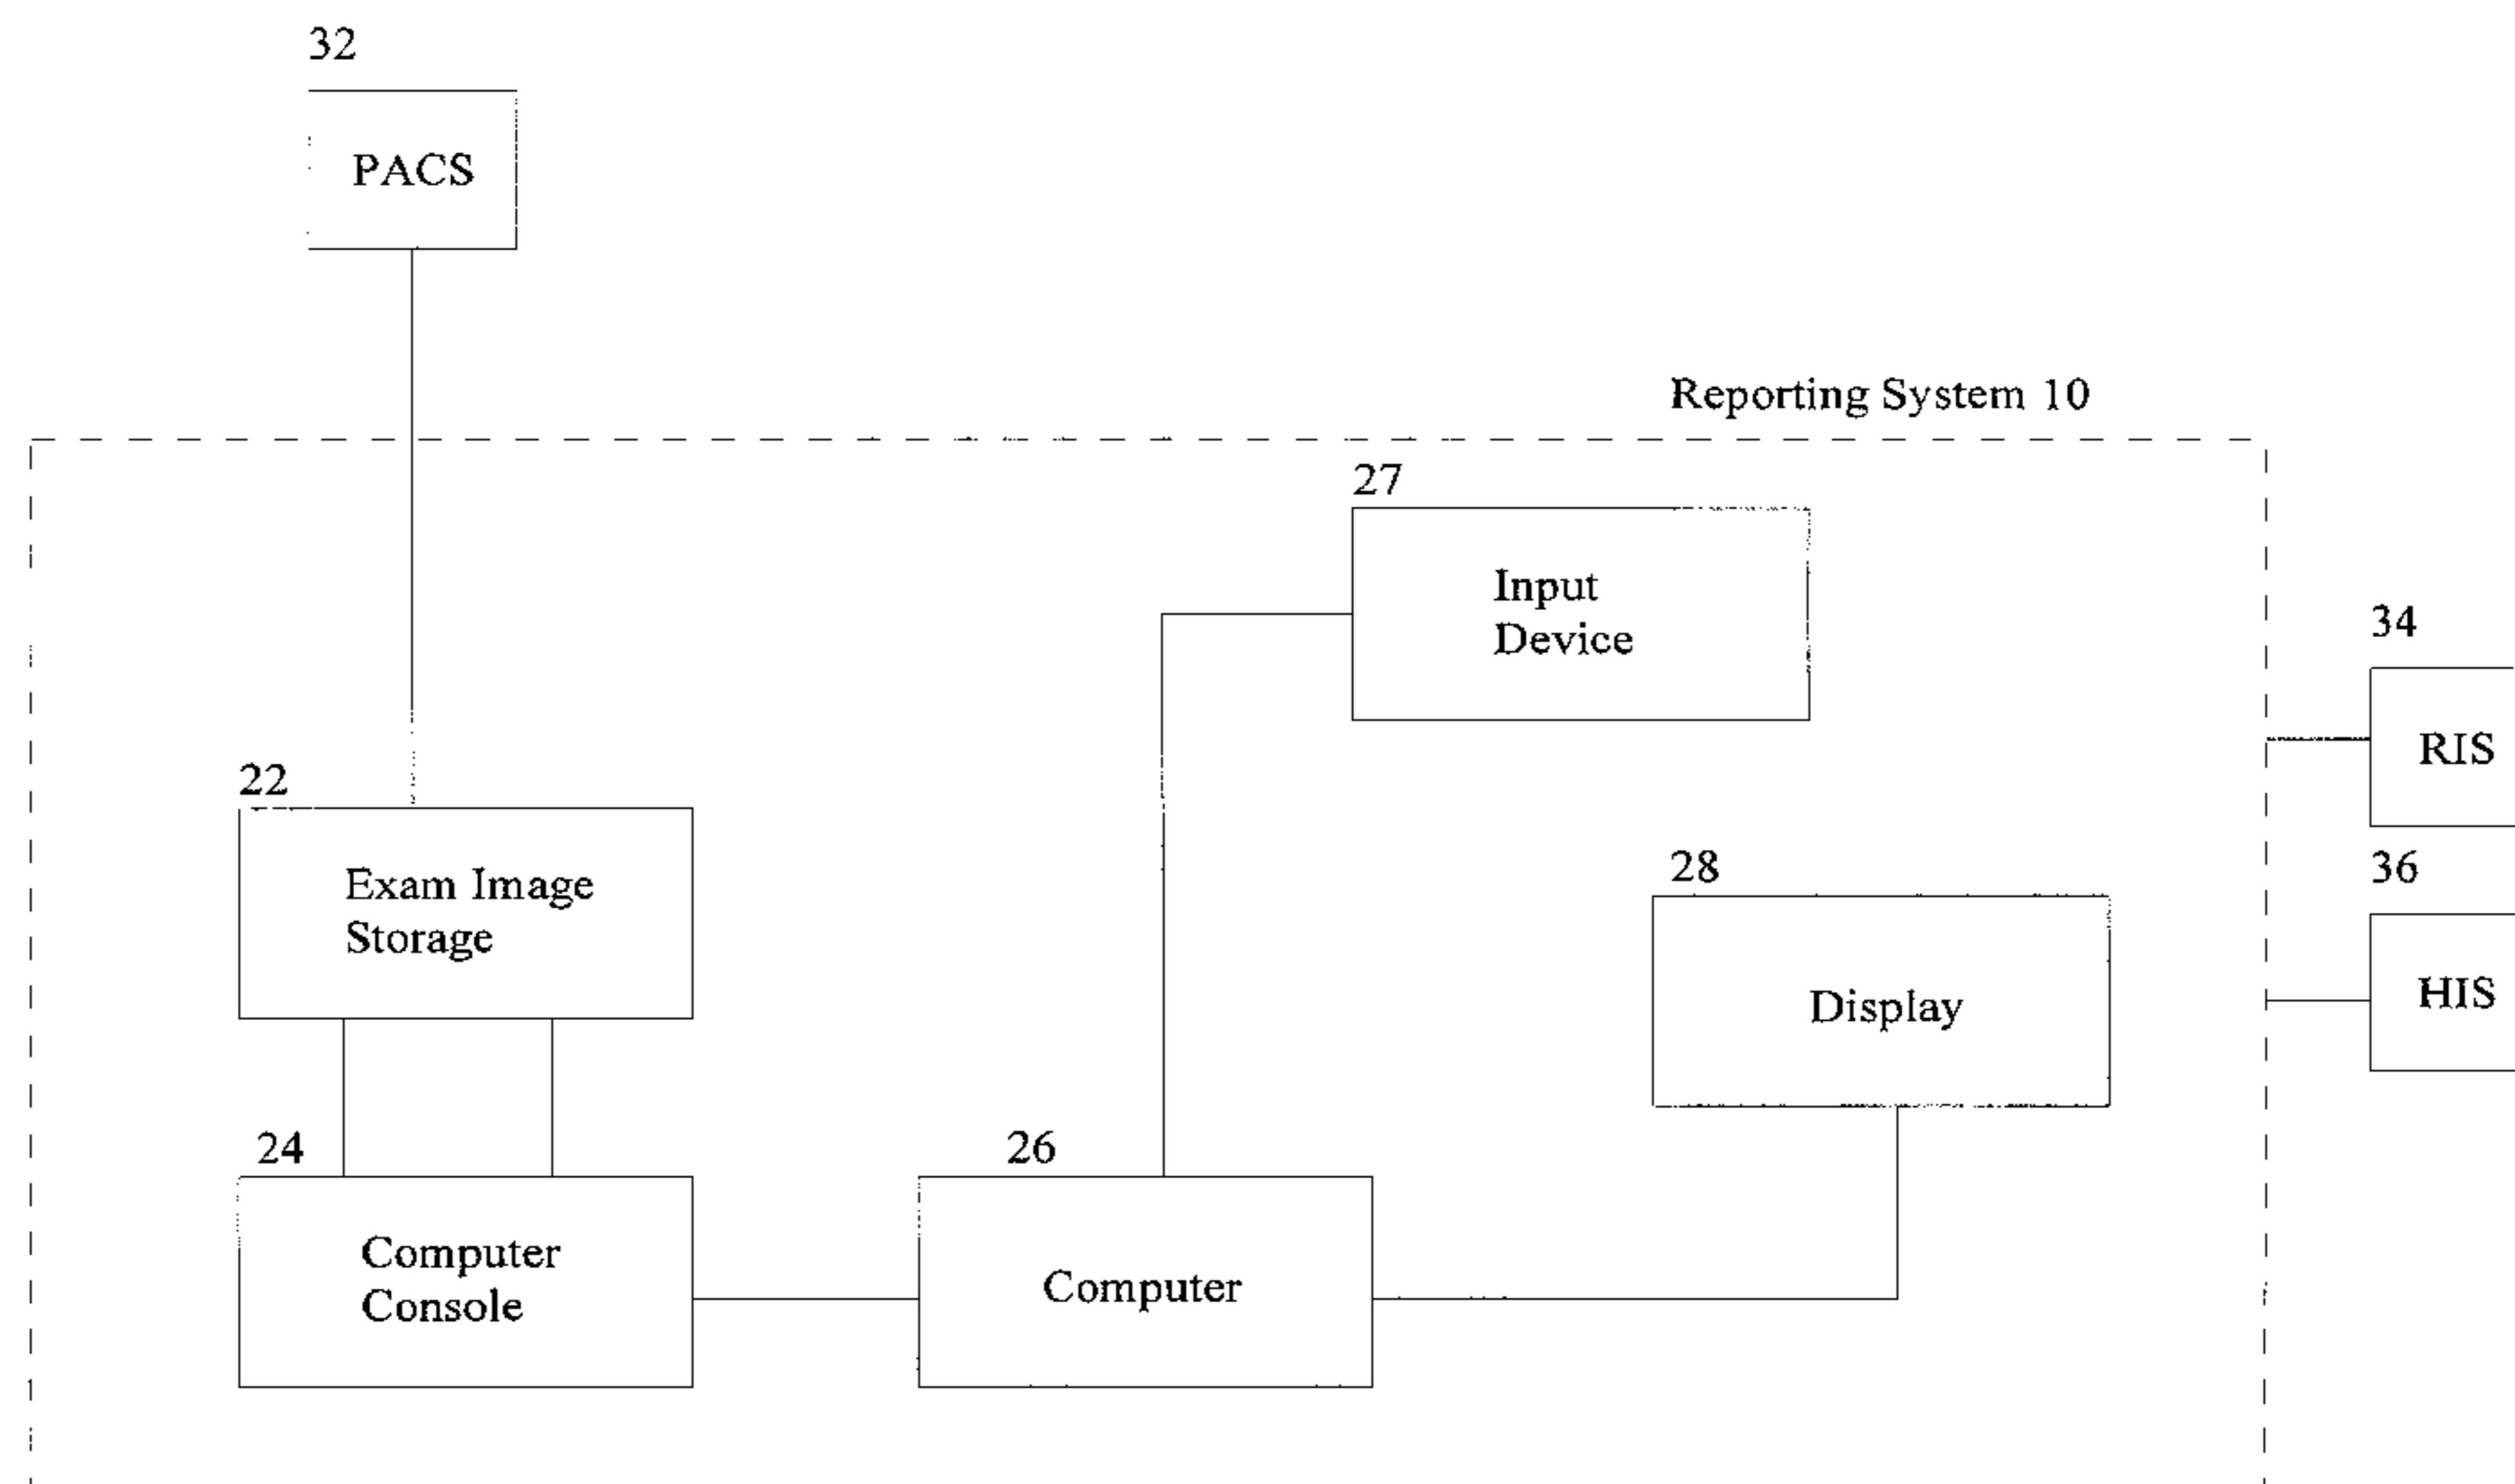 32
PACS
Reporting System 10
27
Input
Device
34
RIS
22
Exam Image
Storage
28
Display
36
HIS
24
Computer
Console
26
Computer